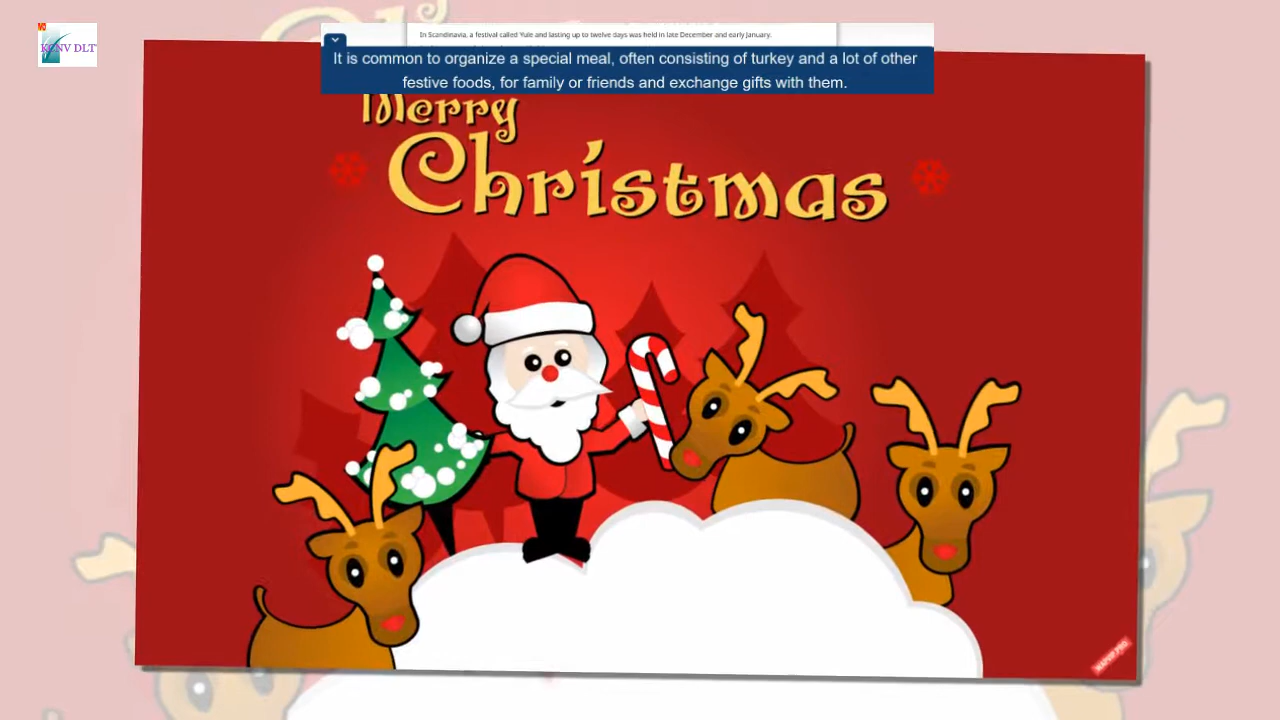 KCNV DLT
In Scandinavia, a festival called Yule and lasting up to twelve days was held in late December and early January.
It is common to organize a special meal, often consisting of turkey and a lot of other
festive foods, for family or friends and exchange gifts with them.
Merry
Christmas